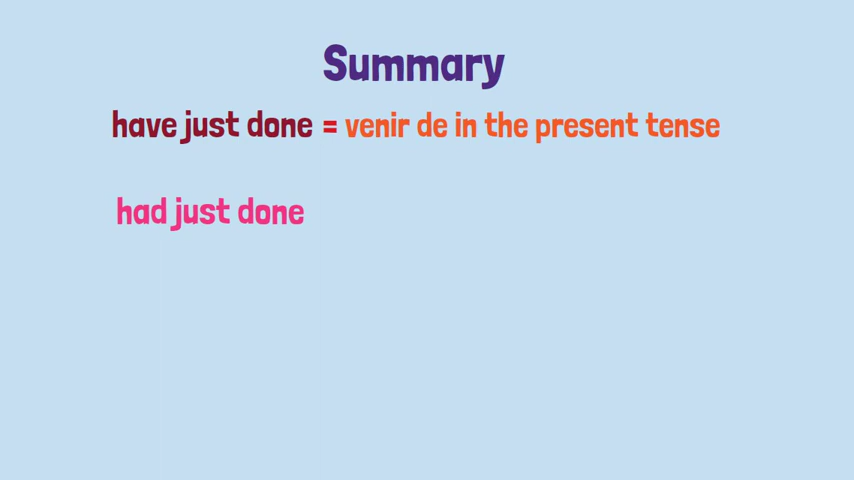 Summary
have just done = venir de in the present tense
had just done